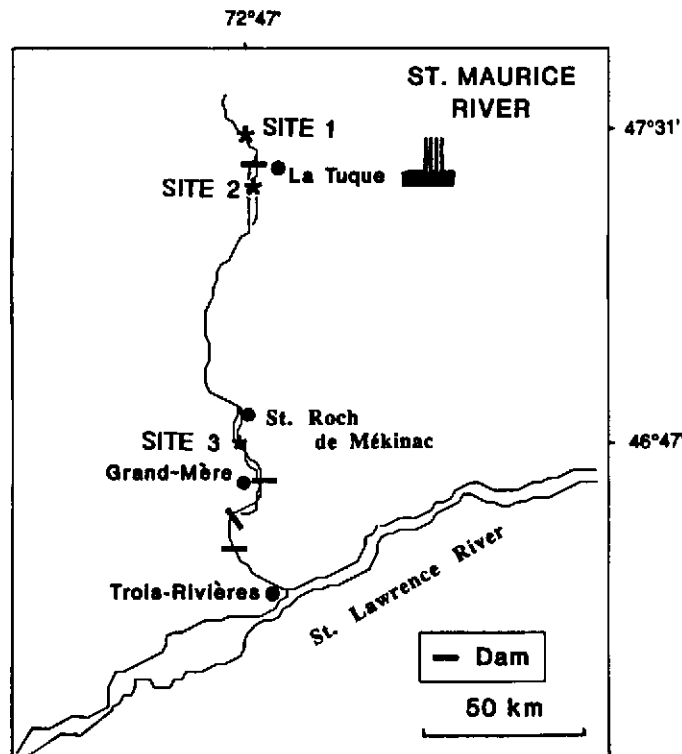 72°47'
ST. MAURICE
RIVER
47°31'
SITE 1
La Tuque
SITE 2
St. Roch
de Mékinac
SITE 3
46°47'
Grand-Mère
Trois-Rivières
St. Lawrence River
Dam
50 km